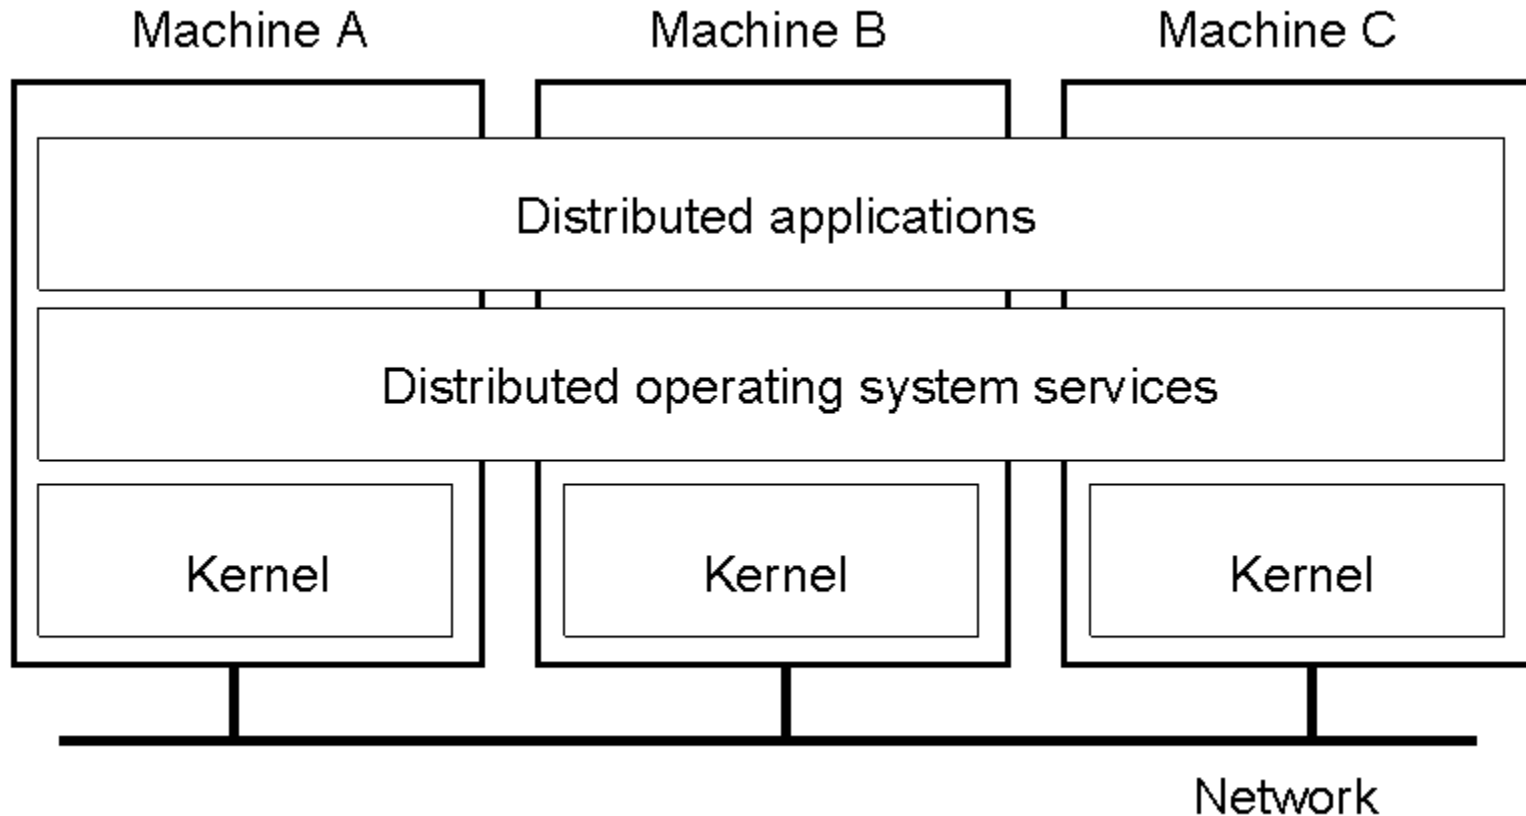 Machine A
Machine B
Machine C
Distributed applications
Distributed operating system services
Kernel
Kernel
Kernel
Network